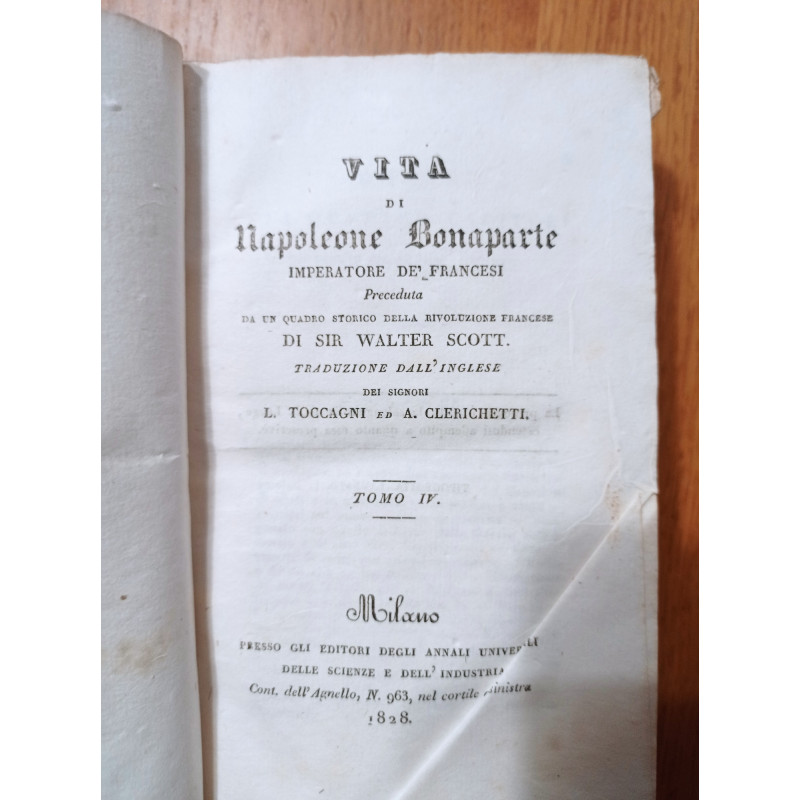 VITA
DI
Napoleone Bonaparte
IMPERATORE DE' FRANCESI
Preceduta
DA UN QUADRO STORICO DELLA RIVOLUZIONE FRANCESE
DI SIR WALTER SCOTT.
TRADUZIONE DALL'INGLESE
DEI SIGNORI
L. TOCCAGNI ED A. CLERICHETTI.
TOMO IV.
Milano
PRESSO GLI EDITORI DEGLI ANNALI
DELLE SCIENZE E DELL'INDUSTRIA
Cont. dell'Agnello, N. 963, nel cortile
1828.